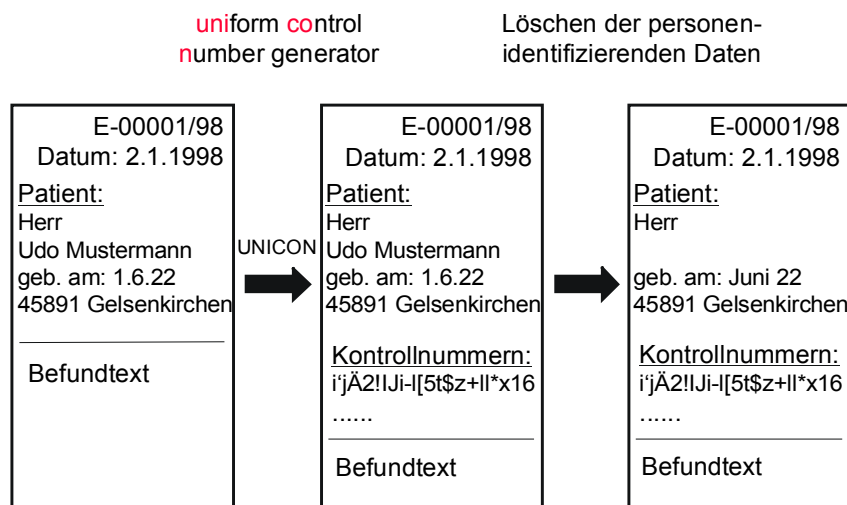 uniform control
number generator
Löschen der personen-
identifizierenden Daten
E-00001/98
Datum: 2.1.1998
Patient:
Herr
Udo Mustermann
geb. am: 1.6.22
45891 Gelsenkirchen
Befundtext
UNICON
E-00001/98
Datum: 2.1.1998
Patient:
Herr
Udo Mustermann
geb. am: 1.6.22
45891 Gelsenkirchen
Kontrollnummern:
i‘jÄ2!IJi-l[5t$z+ll*x16
......
Befundtext
E-00001/98
Datum: 2.1.1998
Patient:
Herr
geb. am: Juni 22
45891 Gelsenkirchen
Kontrollnummern:
i‘jÄ2!IJi-l[5t$z+ll*x16
......
Befundtext